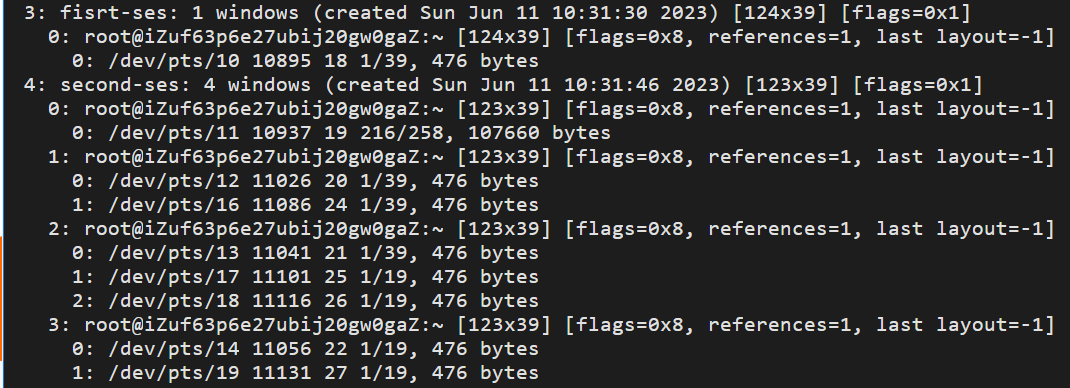 3: fisrt-ses: 1 windows (created Sun Jun 11 10:31:30 2023) [124x39] [flags=0x1]
0: root@iZuf63p6e27ubij20gw0gaZ:~ [124x39] [flags=0x8, references=1, last layout=-1]
0: /dev/pts/10 10895 18 1/39, 476 bytes
4: second-ses: 4 windows (created Sun Jun 11 10:31:46 2023) [123x39] [flags=0x1]
0: root@iZuf63p6e27ubij20gw0gaZ:~ [123x39] [flags=0x8, references=1, last layout=-1]
0: /dev/pts/11 10937 19 216/258, 107660 bytes
1: root@iZuf63p6e27ubij20gw0gaZ:~ [123x39] [flags=0x8, references=1, last layout=-1]
0: /dev/pts/12 11026 20 1/39, 476 bytes
1: /dev/pts/16 11086 24 1/39, 476 bytes
2: root@iZuf63p6e27ubij20gw0gaZ:~ [123x39] [flags=0x8, references=1, last layout=-1]
0: /dev/pts/13 11041 21 1/39, 476 bytes
1: /dev/pts/17 11101 25 1/19, 476 bytes
2: /dev/pts/18 11116 26 1/19, 476 bytes
3: root@iZuf63p6e27ubij20gw0gaZ:~ [123x39] [flags=0x8, references=1, last layout=-1]
0: /dev/pts/14 11056 22 1/19, 476 bytes
1: /dev/pts/19 11131 27 1/19, 476 bytes